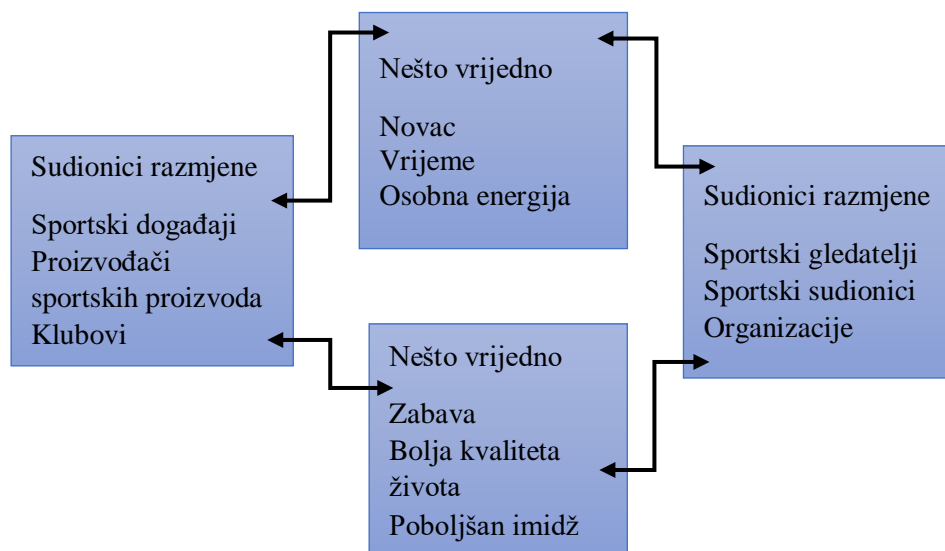 Nešto vrijedno
Novac
Vrijeme
Osobna energija
Sudionici razmjene
Sportski događaji
Proizvođači
sportskih proizvoda
Klubovi
Sudionici razmjene
Sportski gledatelji
Sportski sudionici
Organizacije
Nešto vrijedno
Zabava
Bolja kvaliteta
života
Poboljšan imidž